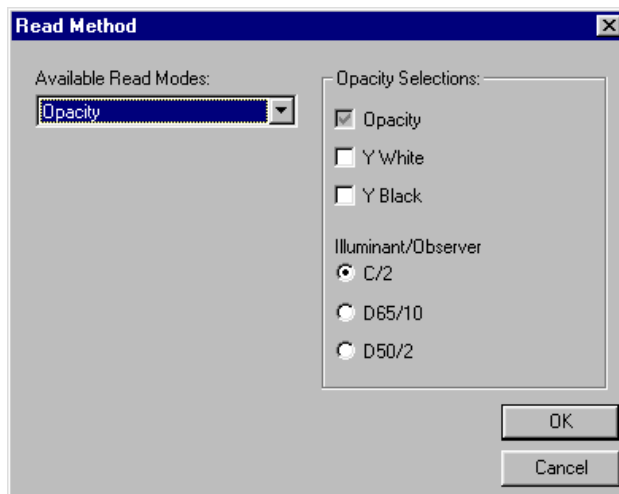 Read Method
Available Read Modes:
Opacity
Opacity Selections:
Opacity
Y White
Y Black
Illuminant/Observer
C/2
D65/10
D50/2
OK
Cancel